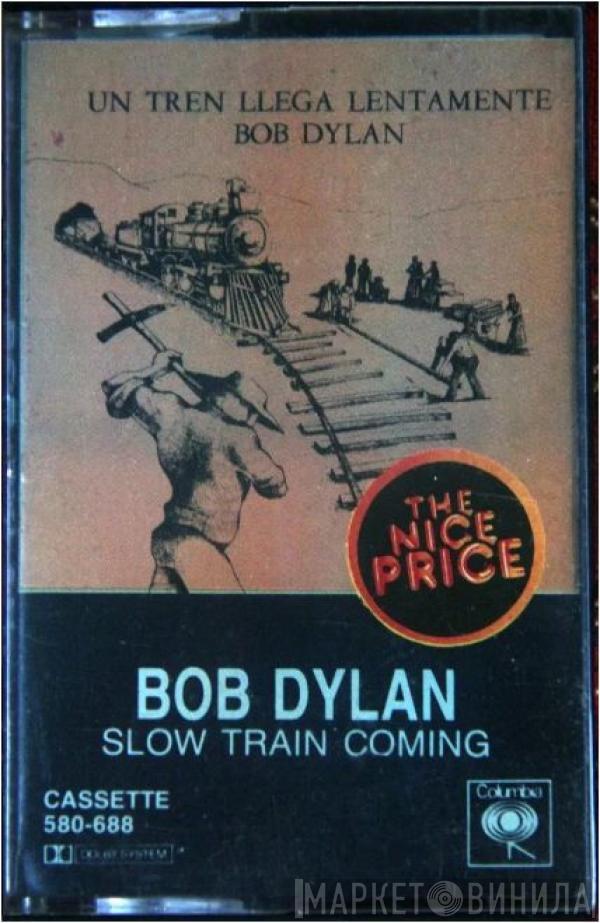 UN TREN LLEGA LENTAMENTE
BOB DYLAN
THE
NICE
PRICE
BOB DYLAN
SLOW TRAIN COMING
CASSETTE
580-688
DOLBY SYSTEM
Columbia
МАРКЕТ ВИНИЛА